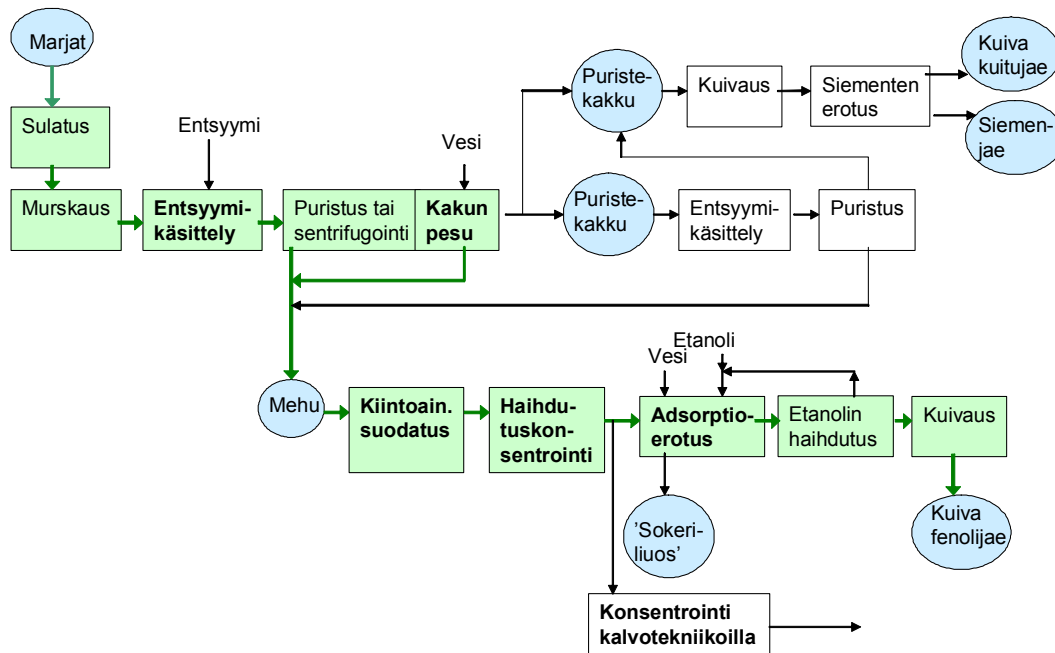 Marjat
Sulatus
Murskaus
Entsyymi
Entsyymi-
käsittely
Puristus tai
sentrifugointi
Vesi
Kakun
pesu
Puriste-
kakku
Kuivaus
Siementen
erotus
Kuiva
kuitujae
Siemen-
jae
Puriste-
kakku
Entsyymi-
käsittely
Puristus
Mehu
Kiintoain.
suodatus
Haihdu-
tuskon-
sentrointi
Vesi
Etanoli
Adsorptio-
erotus
Etanolin
haihdutus
Kuivaus
'Sokeri-
liuos'
Kuiva
fenolijae
Konsentrointi
kalvotekniikoilla